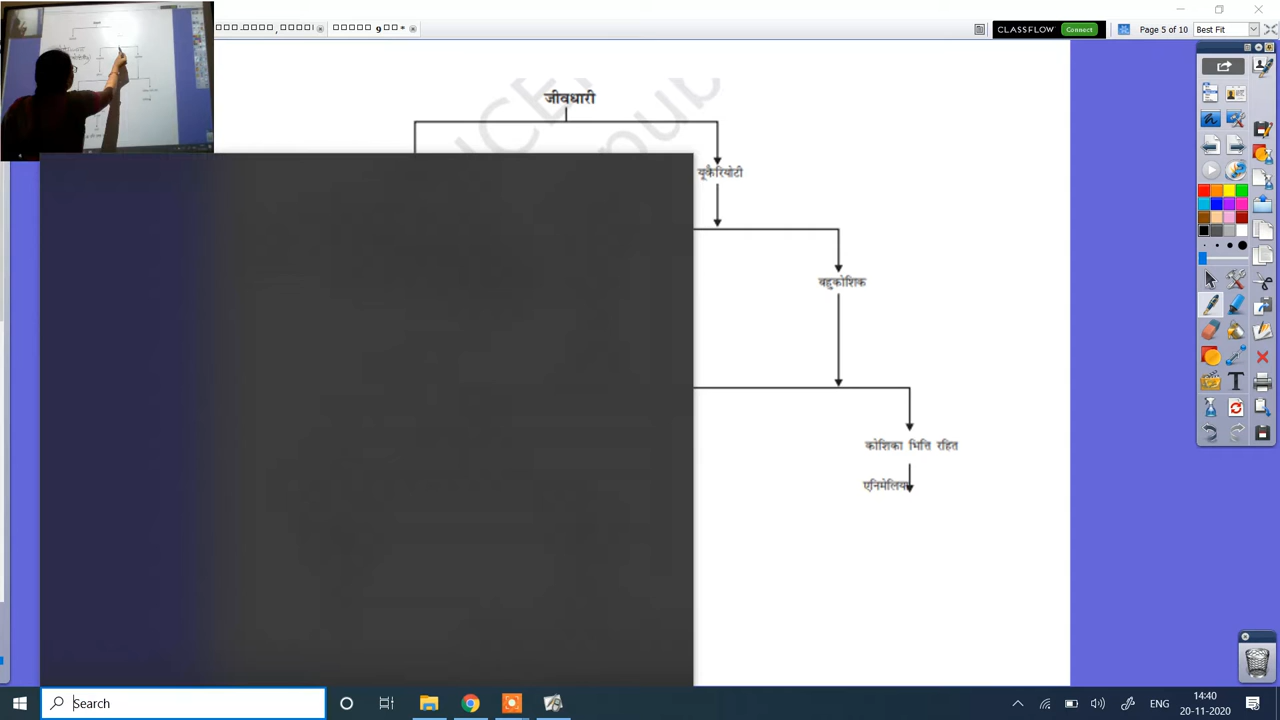 CLASSFLOW
Connect
Page 5 of 10
Best Fit
जीवधारी
यूकैरियोटी
बहुकोशिक
कोशिका भित्ति रहित
एनिमेलिया
Search
ENG
14:40
20-11-2020